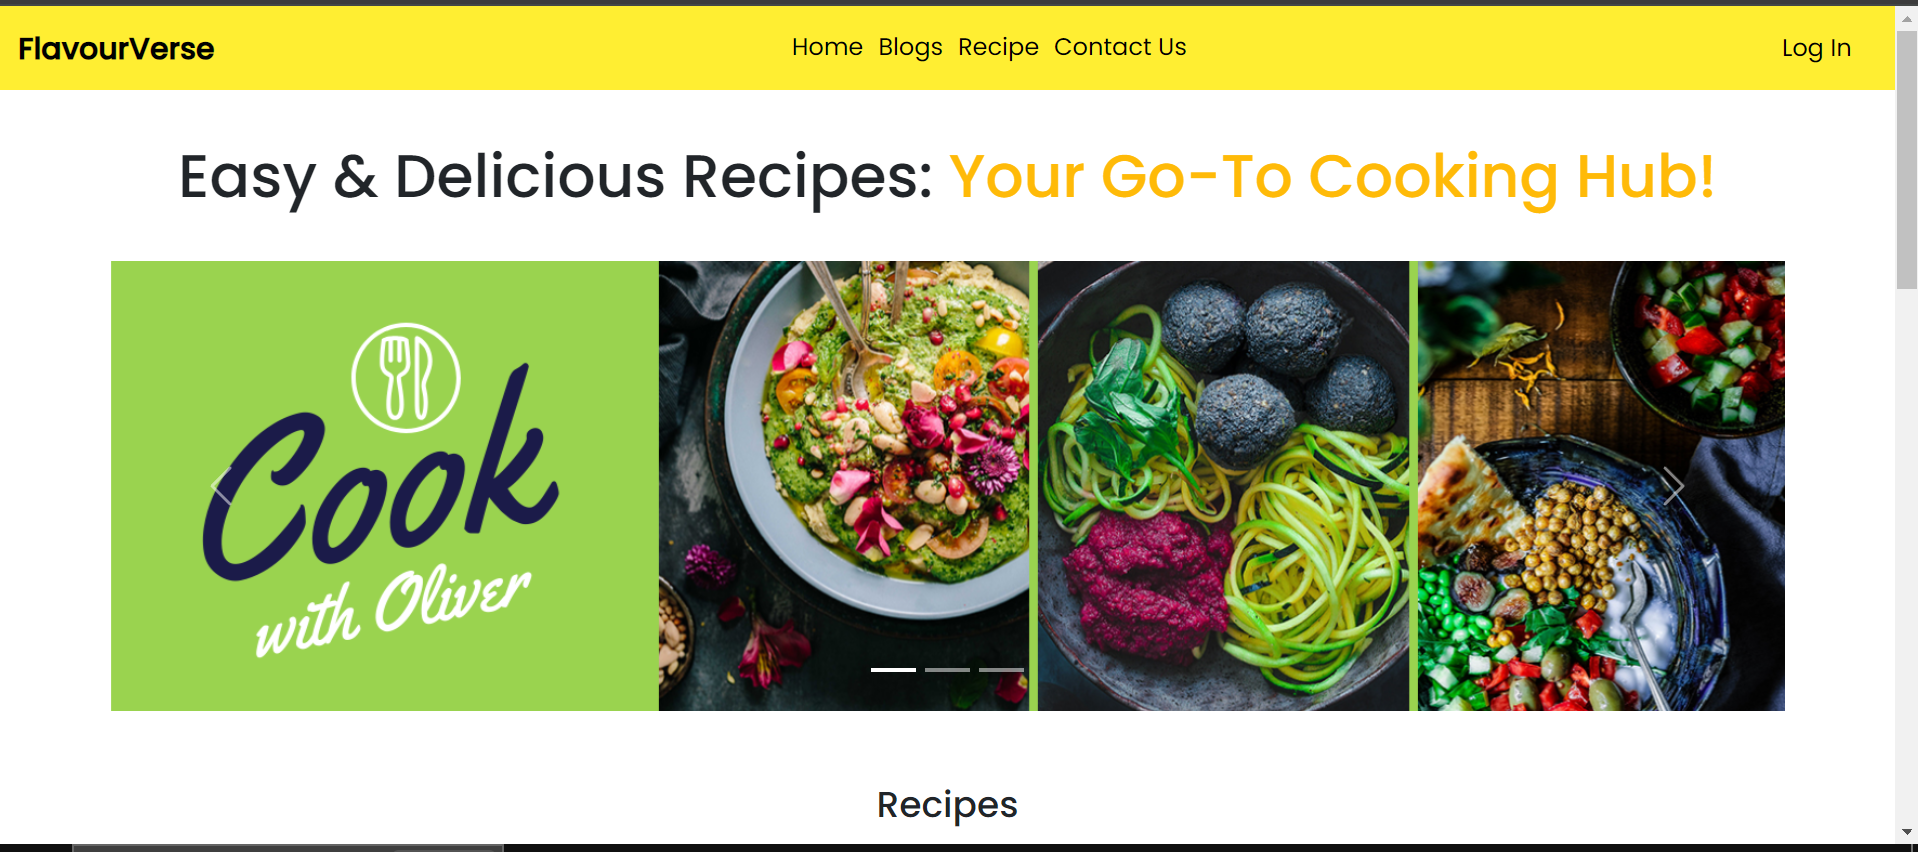 FlavourVerse Home Blogs Recipe Contact Us Log In
Easy & Delicious Recipes: Your Go-To Cooking Hub!
Cook
with Oliver
Recipes